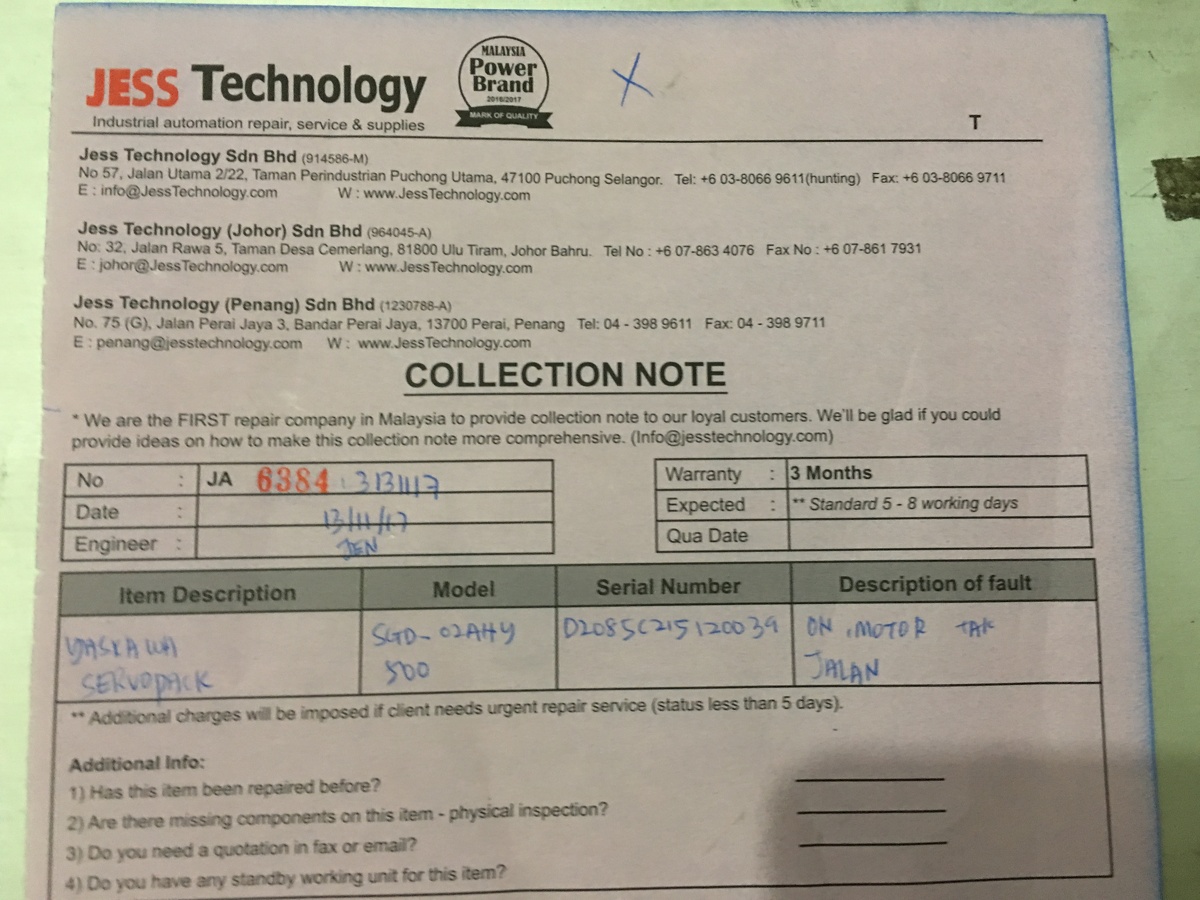 JESS Technology
Industrial automation repair, service & supplies
MALAYSIA
Power
Brand
2016/2017
MARK OF QUALITY
X
T
Jess Technology Sdn Bhd (914586-M)
No 57, Jalan Utama 2/22, Taman Perindustrian Puchong Utama, 47100 Puchong Selangor. Tel: +6 03-8066 9611(hunting) Fax: +6 03-8066 9711
E : info@JessTechnology.com W : www.JessTechnology.com
Jess Technology (Johor) Sdn Bhd (964045-A)
No: 32, Jalan Rawa 5, Taman Desa Cemerlang, 81800 Ulu Tiram, Johor Bahru. Tel No : +6 07-863 4076 Fax No : +6 07-861 7931
E : johor@JessTechnology.com W : www.JessTechnology.com
Jess Technology (Penang) Sdn Bhd (1230788-A)
No. 75 (G), Jalan Perai Jaya 3, Bandar Perai Jaya, 13700 Perai, Penang Tel: 04 - 398 9611 Fax: 04 - 398 9711
E : penang@jesstechnology.com W : www.JessTechnology.com
COLLECTION NOTE
* We are the FIRST repair company in Malaysia to provide collection note to our loyal customers. We'll be glad if you could
provide ideas on how to make this collection note more comprehensive. (Info@jesstechnology.com)
No : JA 6384
Date : 13/11/17
Engineer : JEN
Warranty : 3 Months
Expected : ** Standard 5 - 8 working days
Qua Date
Item Description Model Serial Number Description of fault
YASKAWA SGD-02AHY D2085C215120039 ON, MOTOR TAK
SERVOPACK 500 JALAN
** Additional charges will be imposed if client needs urgent repair service (status less than 5 days).
Additional Info:
1) Has this item been repaired before?
2) Are there missing components on this item - physical inspection?
3) Do you need a quotation in fax or email?
4) Do you have any standby working unit for this item?